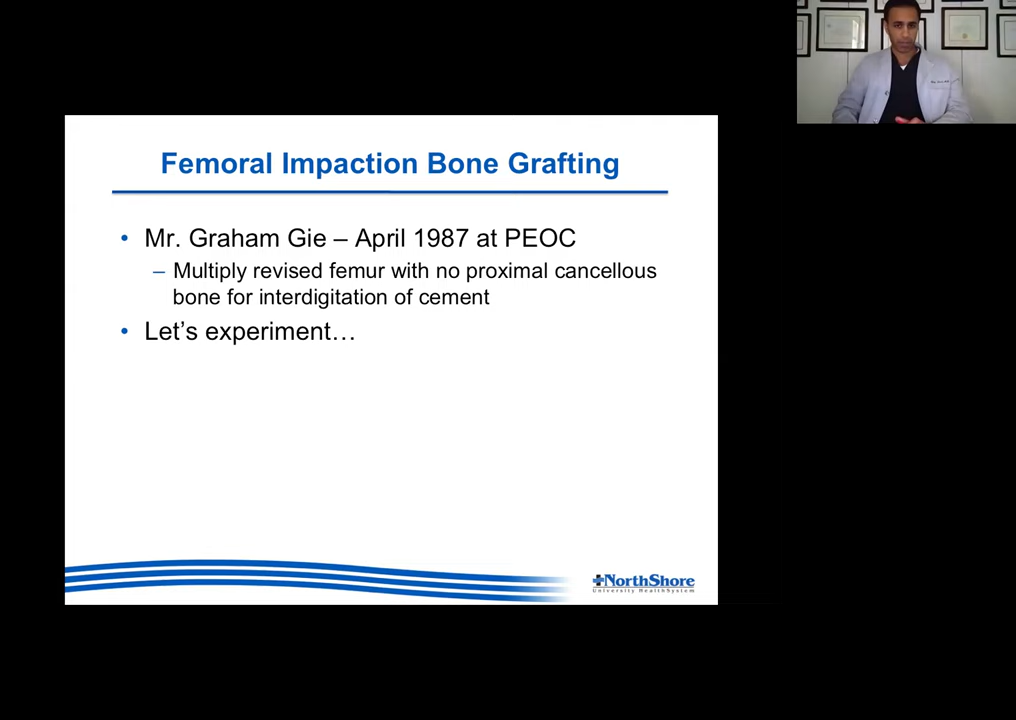 Femoral Impaction Bone Grafting
• Mr. Graham Gie – April 1987 at PEOC
– Multiply revised femur with no proximal cancellous
bone for interdigitation of cement
• Let’s experiment…
NorthShore
University HealthSystem